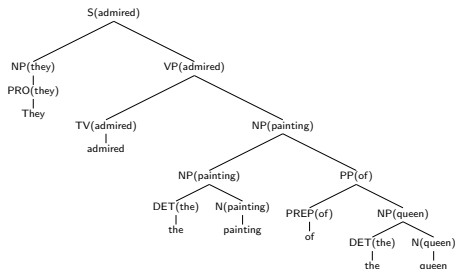 S(admired)
NP(they) VP(admired)
PRO(they)
They
TV(admired) NP(painting)
admired
NP(painting) PP(of)
DET(the) N(painting) PREP(of) NP(queen)
the painting of
DET(the) N(queen)
the queen